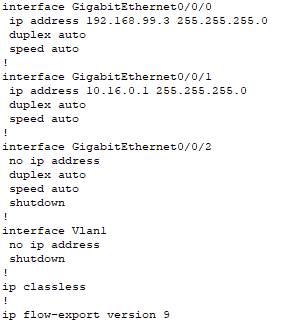 interface GigabitEthernet0/0/0
ip address 192.168.99.3 255.255.255.0
duplex auto
speed auto
!
interface GigabitEthernet0/0/1
ip address 10.16.0.1 255.255.255.0
duplex auto
speed auto
!
interface GigabitEthernet0/0/2
no ip address
duplex auto
speed auto
shutdown
!
interface Vlan1
no ip address
shutdown
!
ip classless
!
ip flow-export version 9